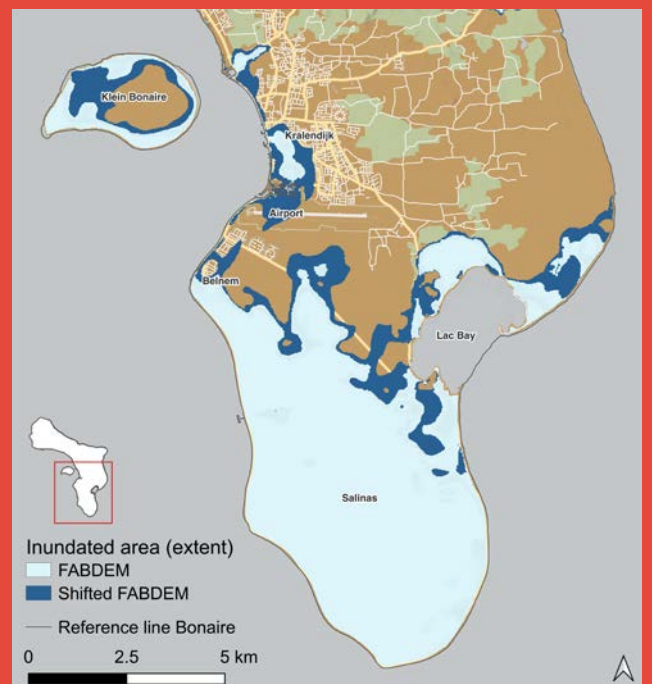 Klein Bonaire
Kralendijk
Airport
Belnem
Lac Bay
Salinas
Inundated area (extent)
FABDEM
Shifted FABDEM
Reference line Bonaire
0 2.5 5 km